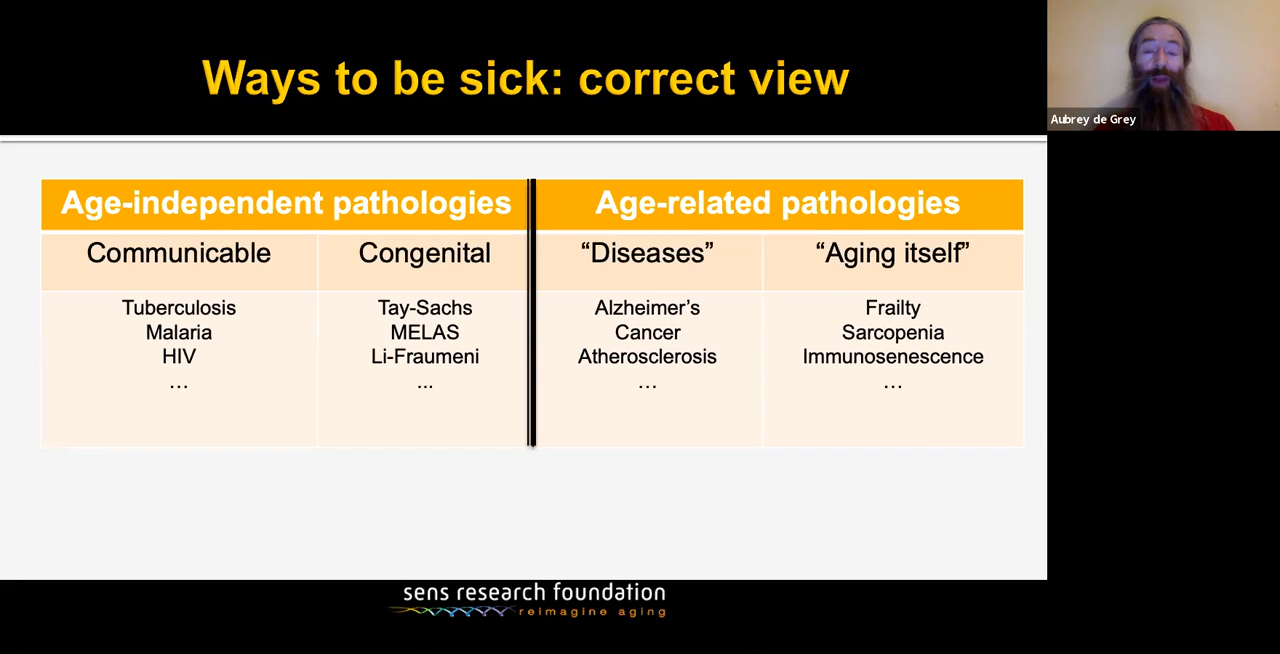 Ways to be sick: correct view
Aubrey de Grey
Age-independent pathologies
Age-related pathologies
Communicable
Congenital
“Diseases”
“Aging itself”
Tuberculosis
Malaria
HIV
…
Tay-Sachs
MELAS
Li-Fraumeni
...
Alzheimer’s
Cancer
Atherosclerosis
…
Frailty
Sarcopenia
Immunosenescence
…
sens research foundation
reimagine aging